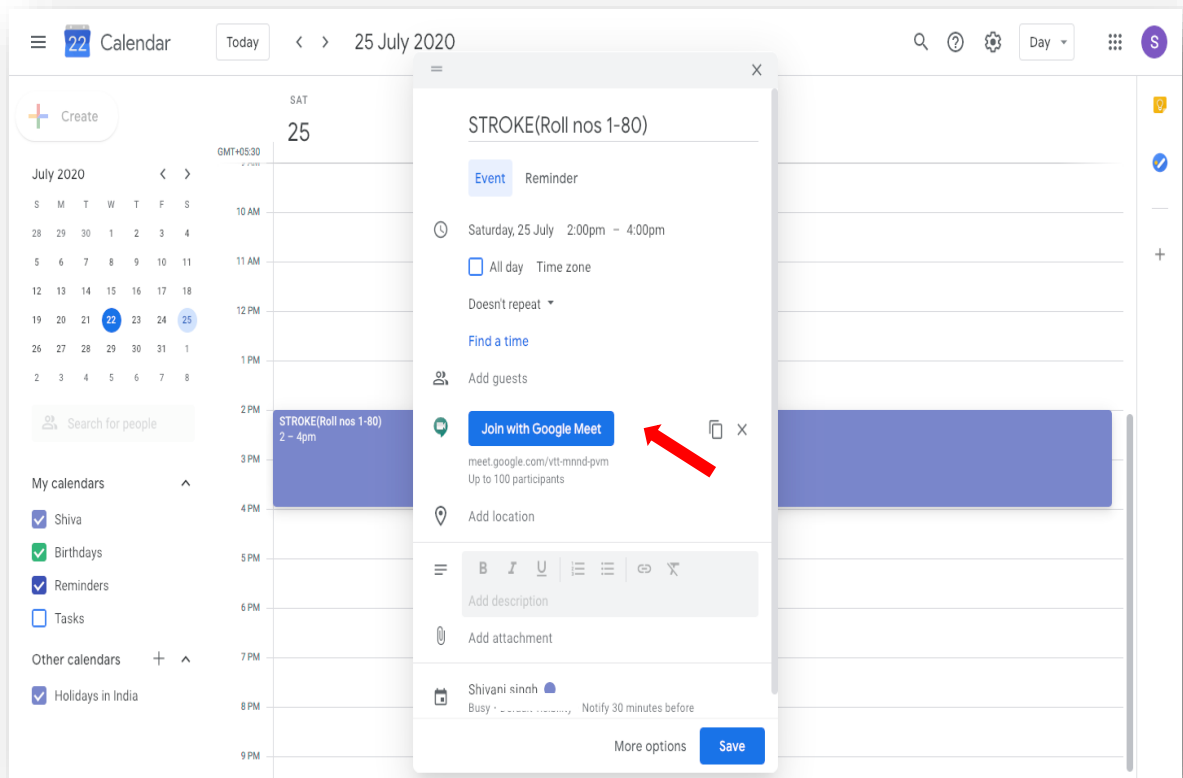 22 Calendar Today 25 July 2020 Day S
Create
July 2020
S M T W T F S
28 29 30 1 2 3 4
5 6 7 8 9 10 11
12 13 14 15 16 17 18
19 20 21 22 23 24 25
26 27 28 29 30 31 1
2 3 4 5 6 7 8
Search for people
My calendars
Shiva
Birthdays
Reminders
Tasks
Other calendars
Holidays in India
SAT
25
GMT+05:30
10 AM
11 AM
12 PM
1 PM
2 PM
3 PM
4 PM
5 PM
6 PM
7 PM
8 PM
9 PM
STROKE(Roll nos 1-80)
2 – 4pm
STROKE(Roll nos 1-80)
Event Reminder
Saturday, 25 July 2:00pm – 4:00pm
All day Time zone
Doesn't repeat
Find a time
Add guests
Join with Google Meet
meet.google.com/vtt-mnnd-pvm
Up to 100 participants
Add location
B I U
Add description
Add attachment
Shivani singh
Busy · Notify 30 minutes before
More options Save